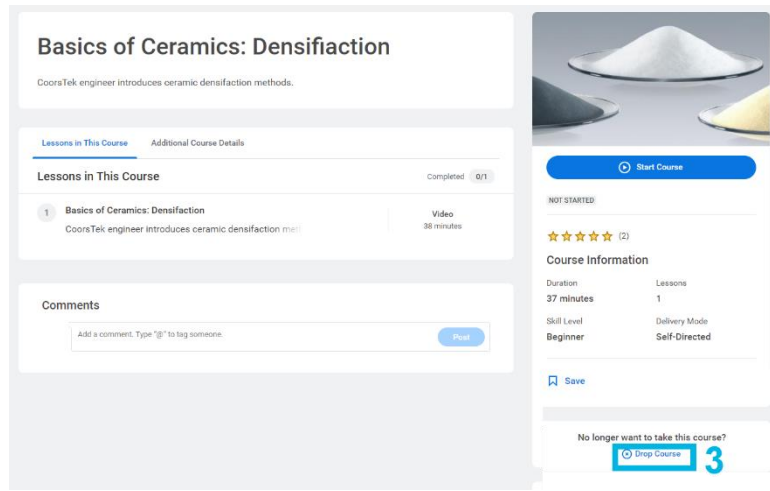 Basics of Ceramics: Densifiaction
CoorsTek engineer introduces ceramic densifaction methods.
Lessons in This Course Additional Course Details
Lessons in This Course Completed 0/1
1 Basics of Ceramics: Densifaction Video
CoorsTek engineer introduces ceramic densifaction met 38 minutes
Comments
Add a comment. Type "@" to tag someone. Post
Start Course
NOT STARTED
(2)
Course Information
Duration Lessons
37 minutes 1
Skill Level Delivery Mode
Beginner Self-Directed
Save
No longer want to take this course?
Drop Course 3